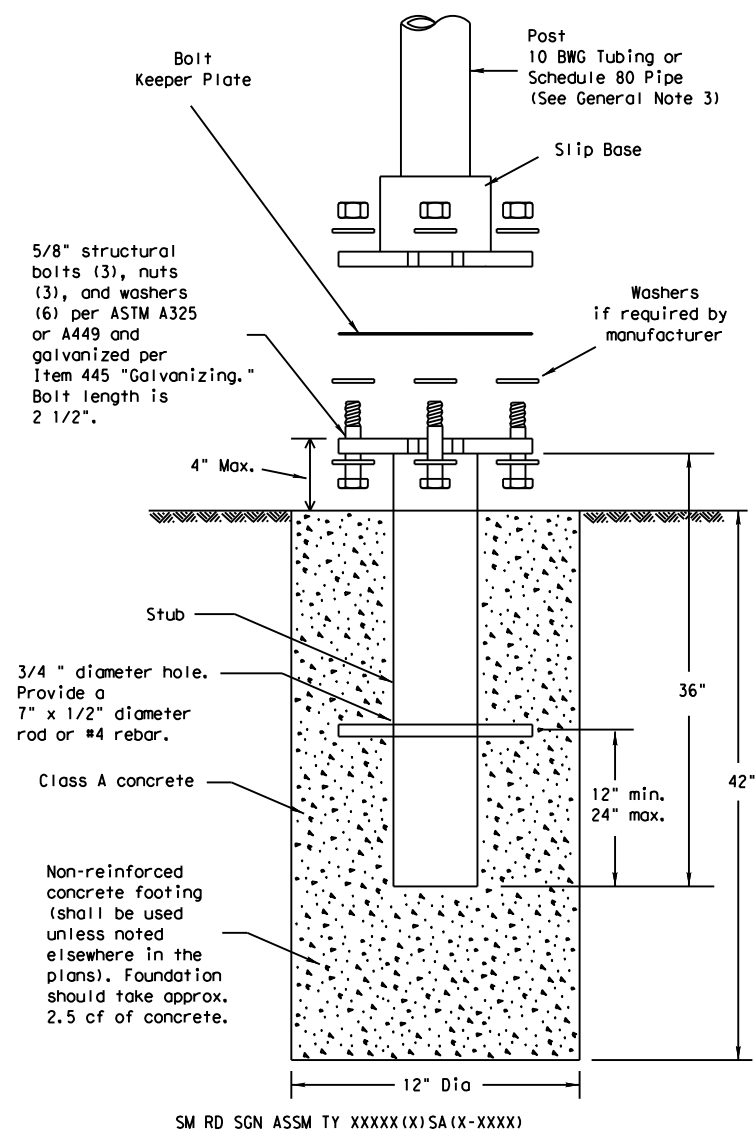 Bolt
Keeper Plate
Post
10 BWG Tubing or
Schedule 80 Pipe
(See General Note 3)
Slip Base
5/8" structural
bolts (3), nuts
(3), and washers
(6) per ASTM A325
or A449 and
galvanized per
Item 445 "Galvanizing."
Bolt length is
2 1/2".
Washers
if required by
manufacturer
4" Max.
Stub
3/4 " diameter hole.
Provide a
7" x 1/2" diameter
rod or #4 rebar.
36"
Class A concrete
12" min.
24" max.
42"
Non-reinforced
concrete footing
(shall be used
unless noted
elsewhere in the
plans). Foundation
should take approx.
2.5 cf of concrete.
12" Dia
SM RD SGN ASSM TY XXXXX(X)SA(X-XXXX)